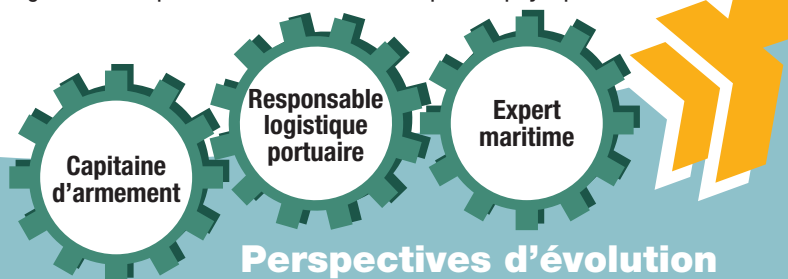 Capitaine
d'armement
Responsable
logistique
portuaire
Expert
maritime
Perspectives d'évolution